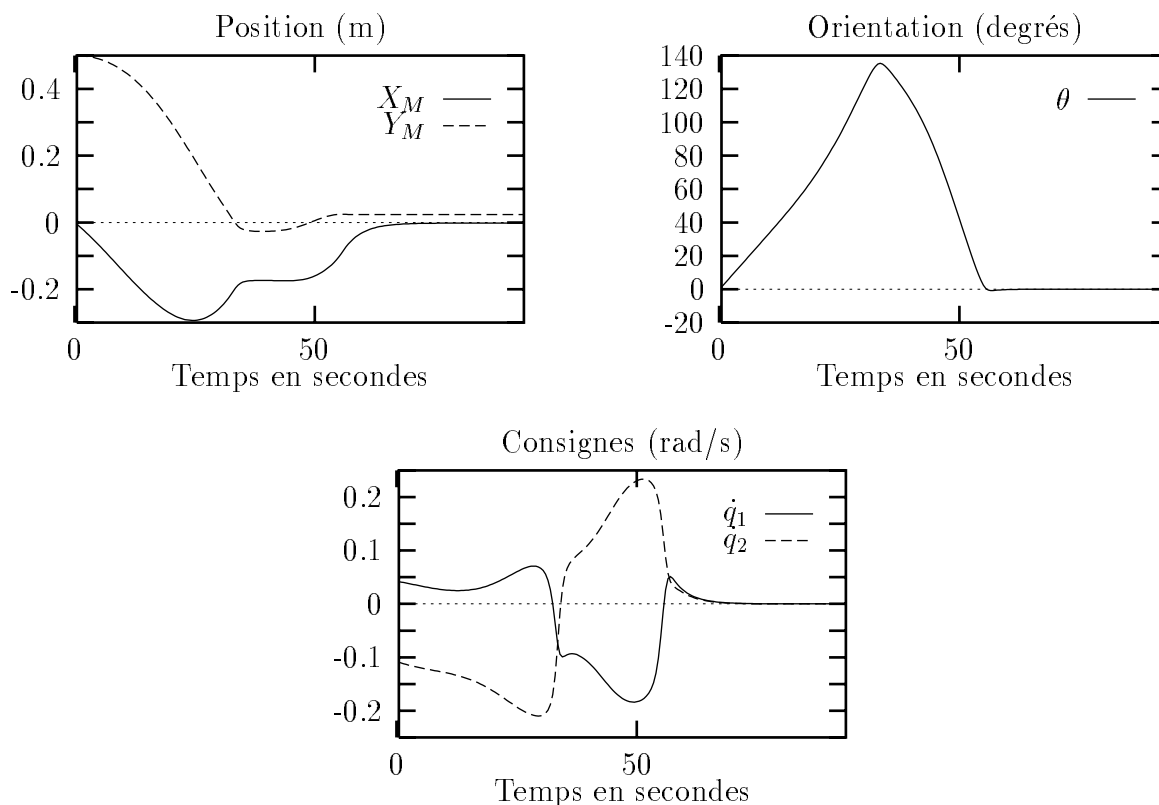 Position (m)
0.4
0.2
0
-0.2
X_M
Y_M
0
50
Temps en secondes
Orientation (degrés)
140
120
100
80
60
40
20
0
-20
θ
0
50
Temps en secondes
Consignes (rad/s)
0.2
0.1
0
-0.1
-0.2
q̇1
q̇2
0
50
Temps en secondes